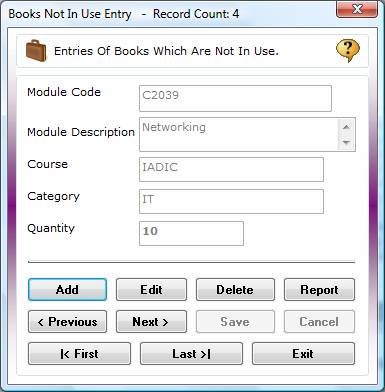 Books Not In Use Entry - Record Count: 4
Entries Of Books Which Are Not In Use.
Module Code C2039
Module Description Networking
Course IADIC
Category IT
Quantity 10
Add Edit Delete Report
< Previous Next > Save Cancel
|< First Last >| Exit